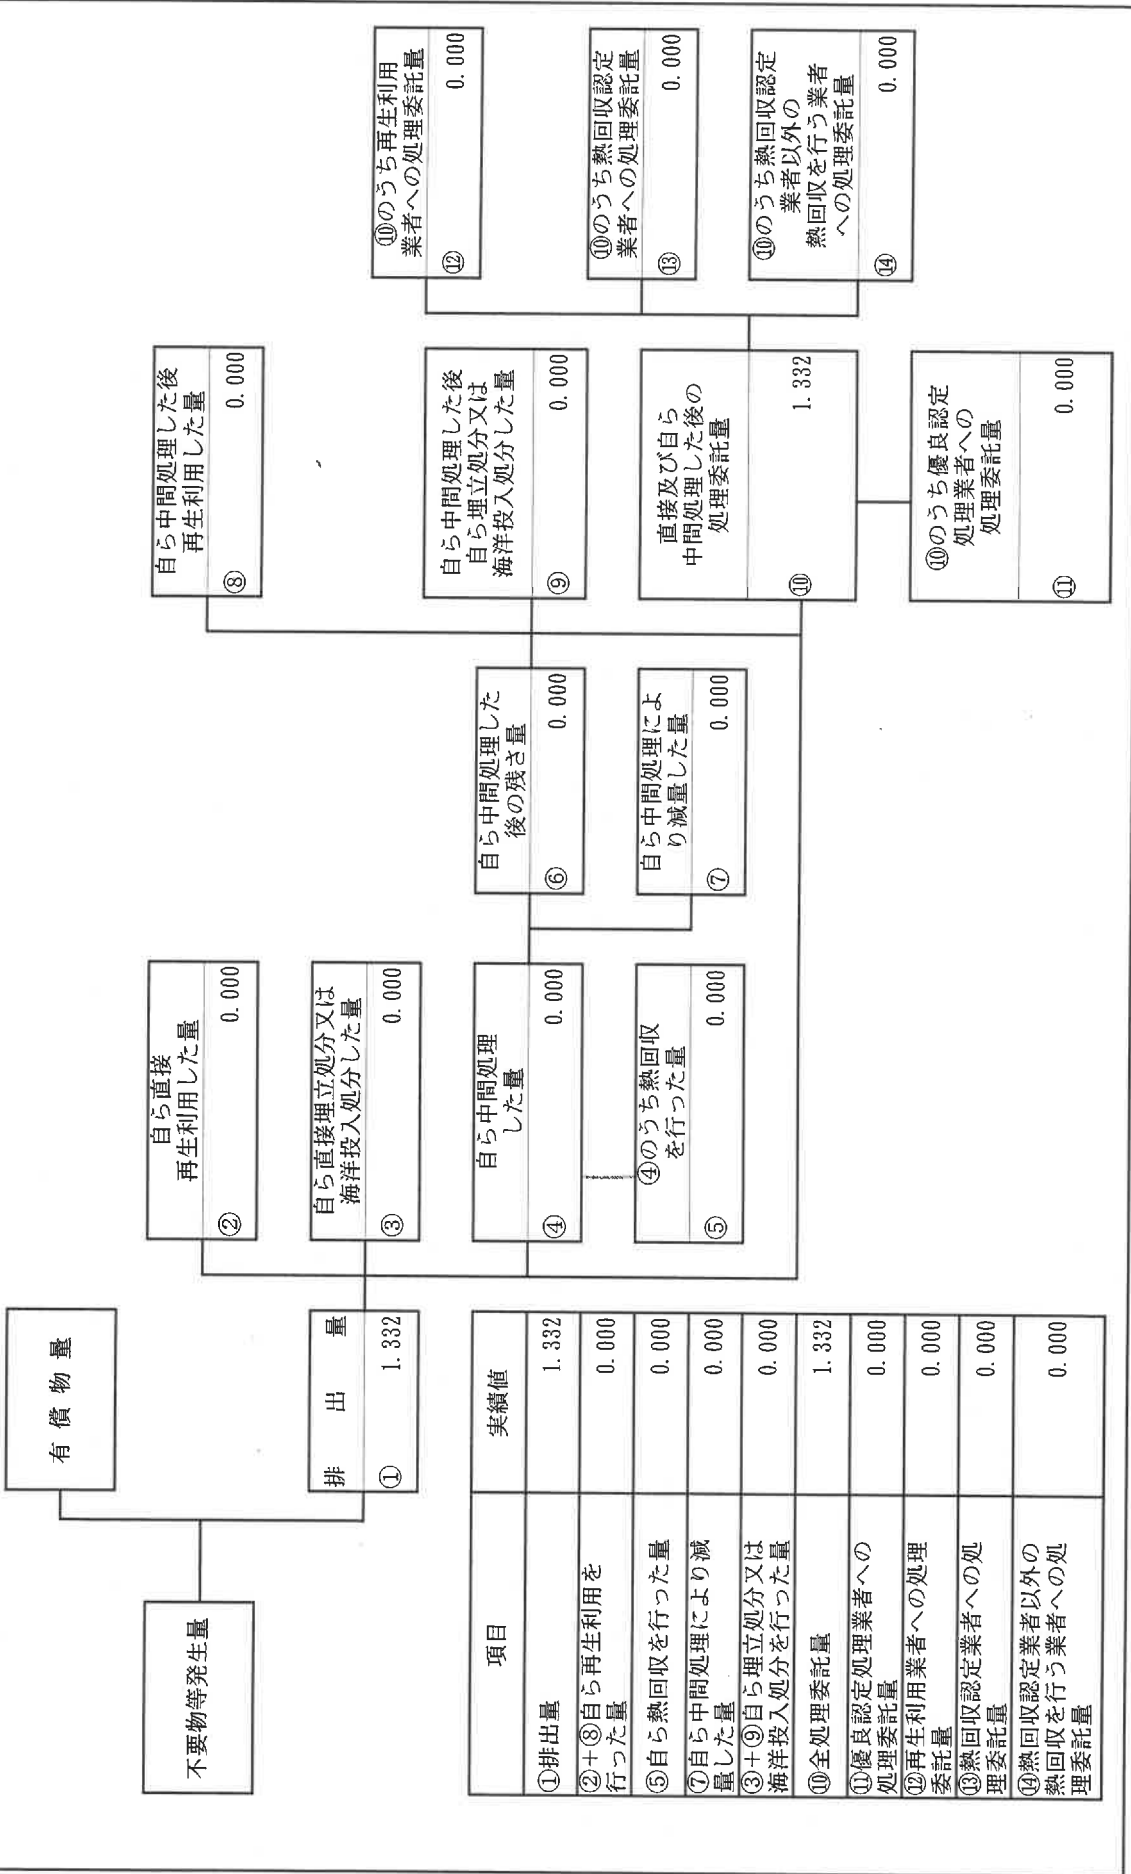 有償物量
不要物等発生量
排出量
① 1.332
自ら直接
再生利用した量
② 0.000
自ら直接埋立処分又は
海洋投入処分した量
③ 0.000
自ら中間処理
した量
④ 0.000
④のうち熱回収
を行った量
⑤ 0.000
自ら中間処理した
後の残さ量
⑥ 0.000
自ら中間処理によ
り減量した量
⑦ 0.000
自ら中間処理した後
再生利用した量
⑧ 0.000
自ら中間処理した後
自ら埋立処分又は
海洋投入処分した量
⑨ 0.000
直接及び自ら
中間処理した後の
処理委託量
⑩ 1.332
⑩のうち優良認定
処理業者への
処理委託量
⑪ 0.000
⑩のうち再生利用
業者への処理委託量
⑫ 0.000
⑩のうち熱回収認定
業者への処理委託量
⑬ 0.000
⑩のうち熱回収認定
業者以外の
熱回収を行う業者
への処理委託量
⑭ 0.000
項目 実績値
①排出量 1.332
②+⑧自ら再生利用を
行った量 0.000
⑤自ら熱回収を行った量 0.000
⑦自ら中間処理により減
量した量 0.000
③+⑨自ら埋立処分又は
海洋投入処分を行った量 0.000
⑩全処理委託量 1.332
⑪優良認定処理業者への
処理委託量 0.000
⑫再生利用業者への処理
委託量 0.000
⑬熱回収認定業者への処
理委託量 0.000
⑭熱回収認定業者以外の
熱回収を行う業者への処
理委託量 0.000